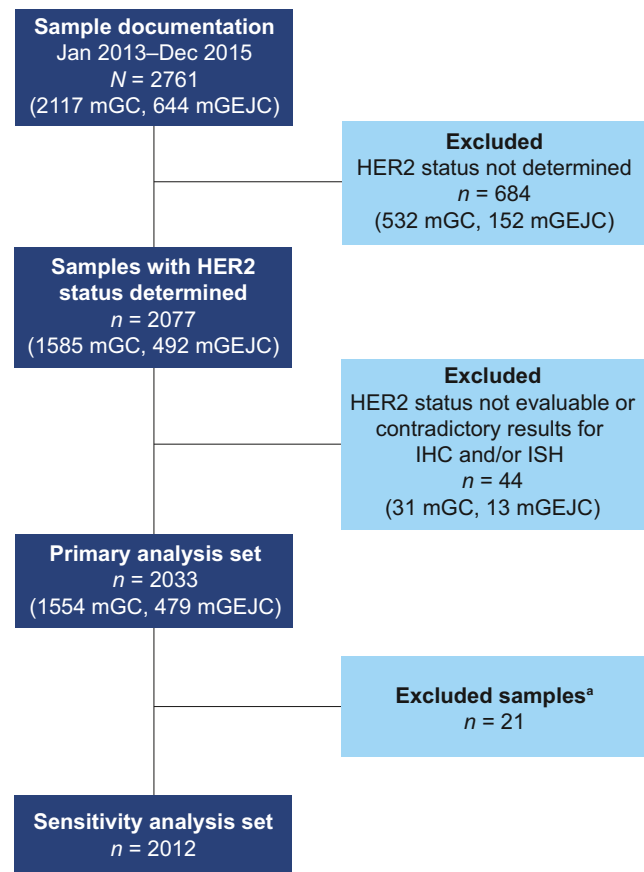 Sample documentation
Jan 2013–Dec 2015
N = 2761
(2117 mGC, 644 mGEJC)
Excluded
HER2 status not determined
n = 684
(532 mGC, 152 mGEJC)
Samples with HER2
status determined
n = 2077
(1585 mGC, 492 mGEJC)
Excluded
HER2 status not evaluable or
contradictory results for
IHC and/or ISH
n = 44
(31 mGC, 13 mGEJC)
Primary analysis set
n = 2033
(1554 mGC, 479 mGEJC)
Excluded samplesᵃ
n = 21
Sensitivity analysis set
n = 2012